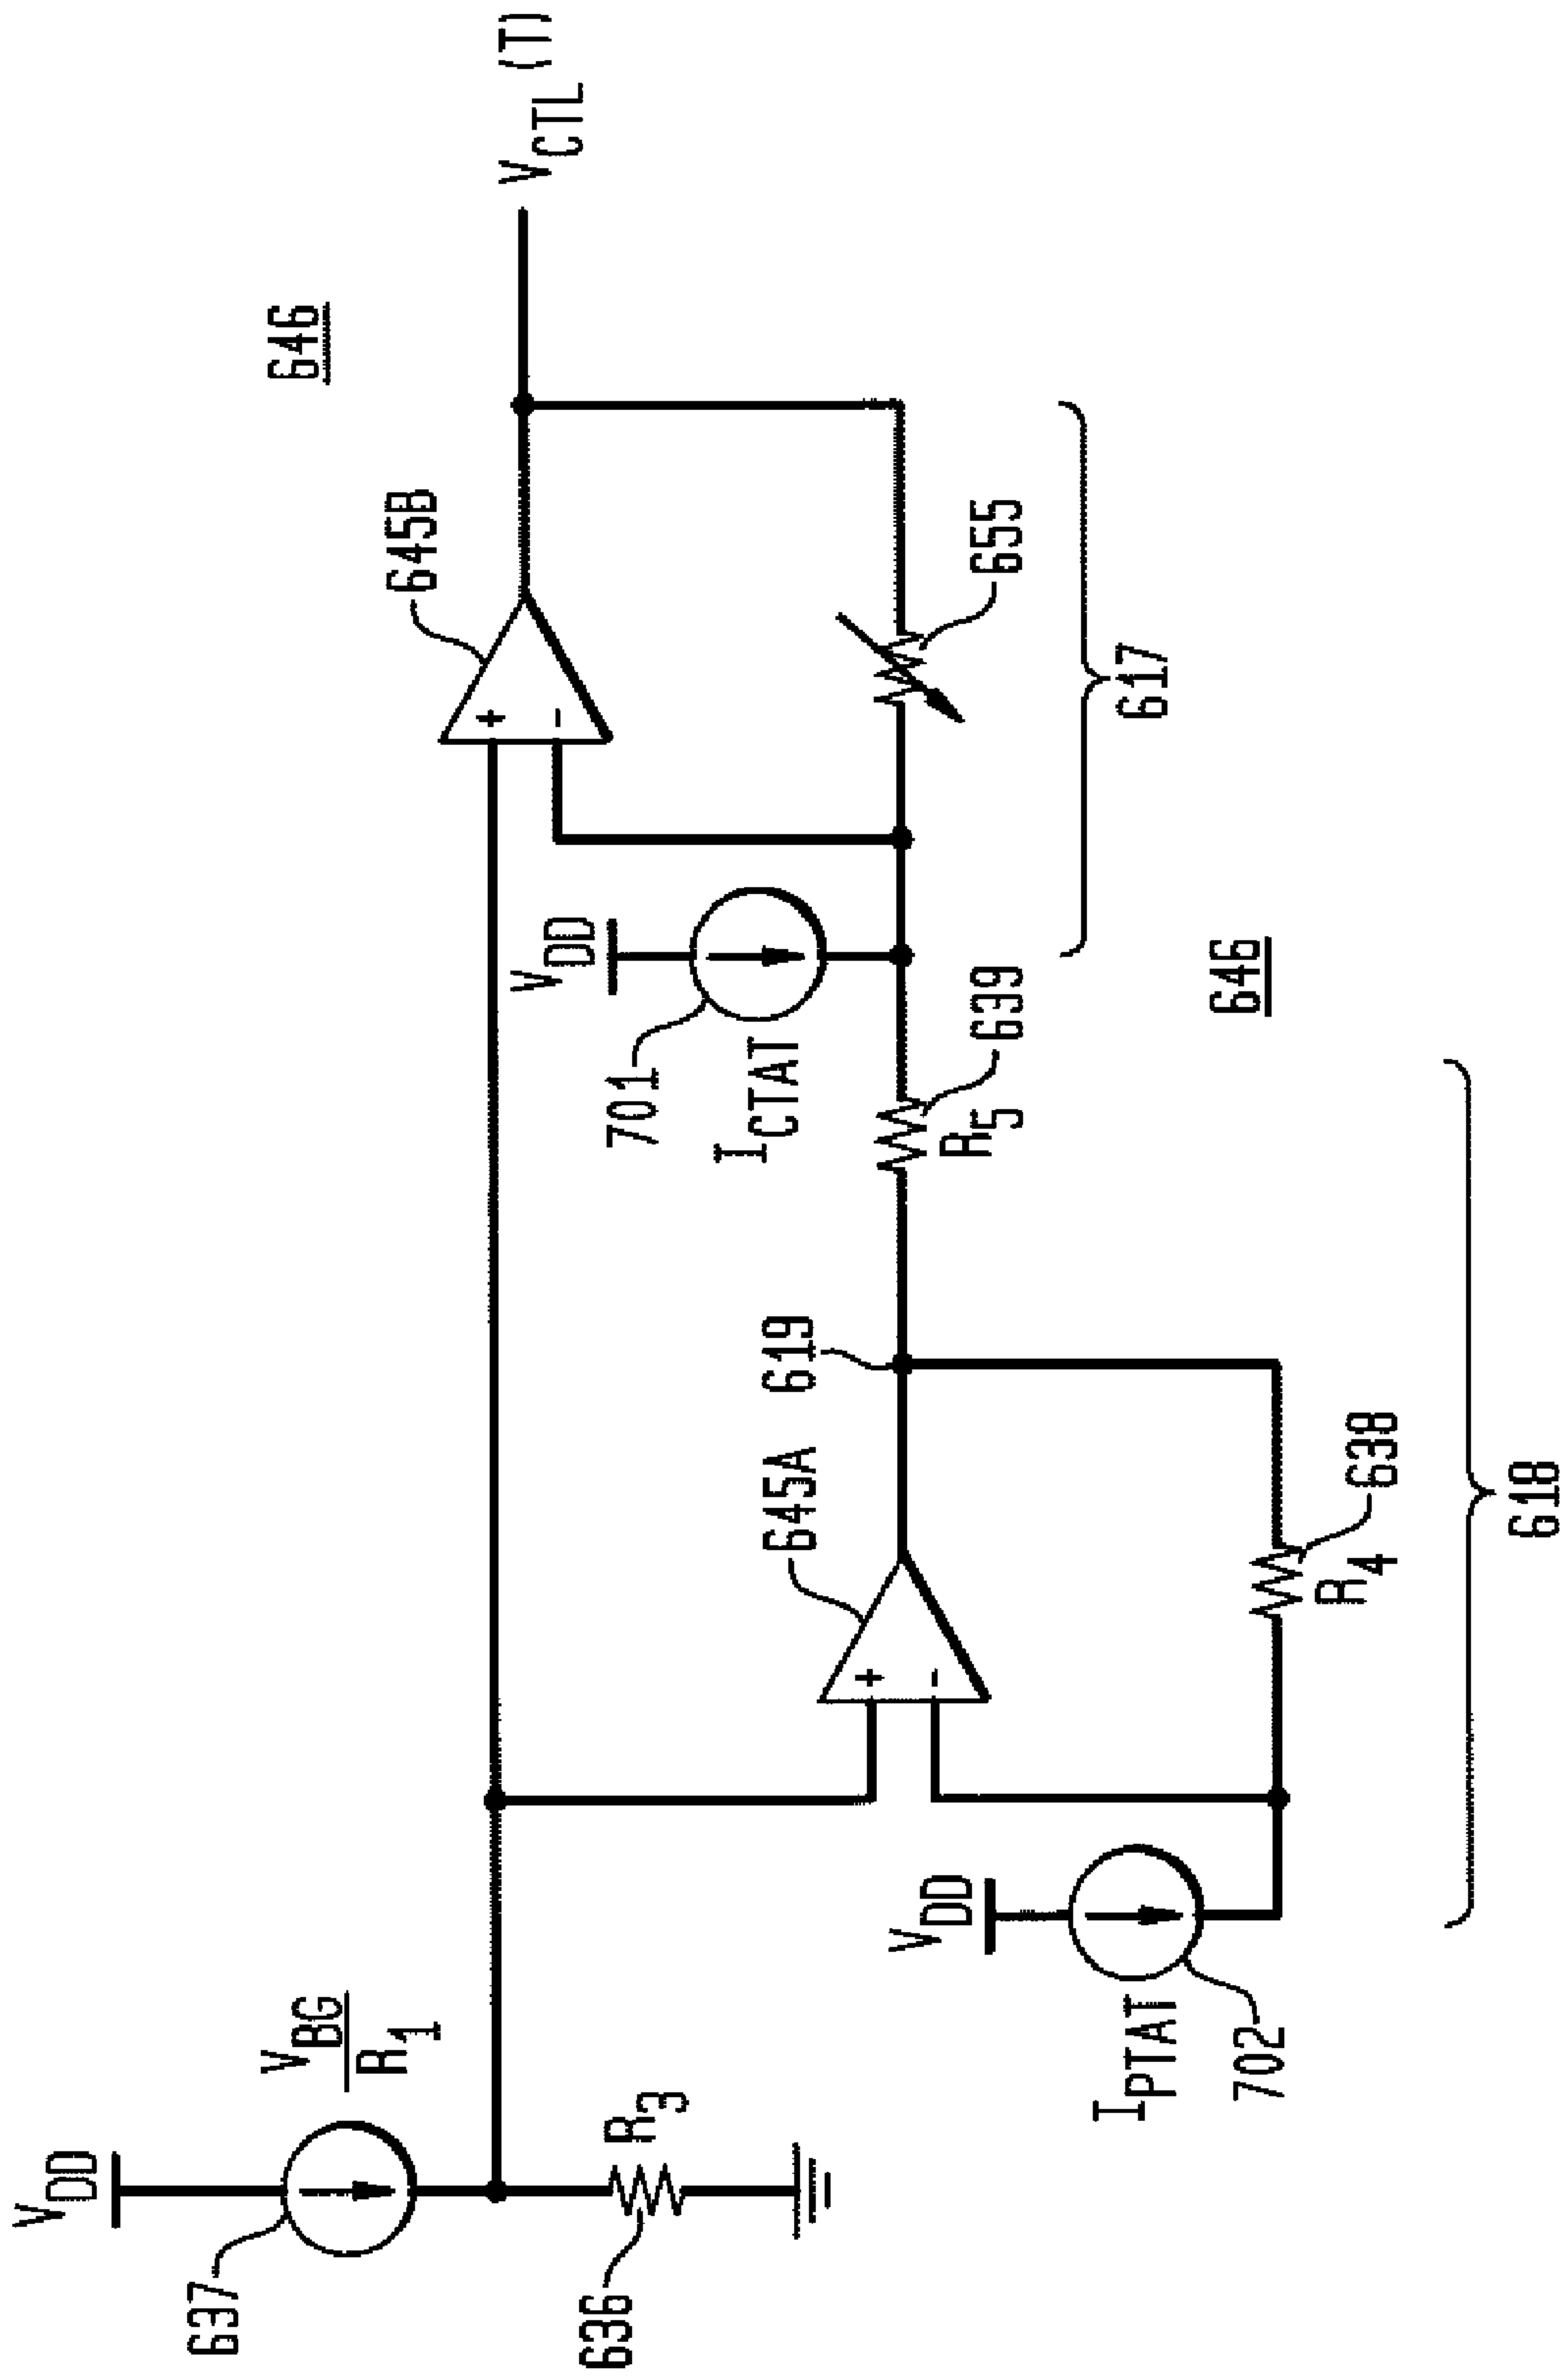 646
645B
V_CTL (T)
V_DD
V_BG
R_1
637
R_3
636
V_DD
701
I_CTAT
+
-
655
617
R_5
639
646
619
645A
+
-
V_DD
I_PTAT
702
R_4
638
618